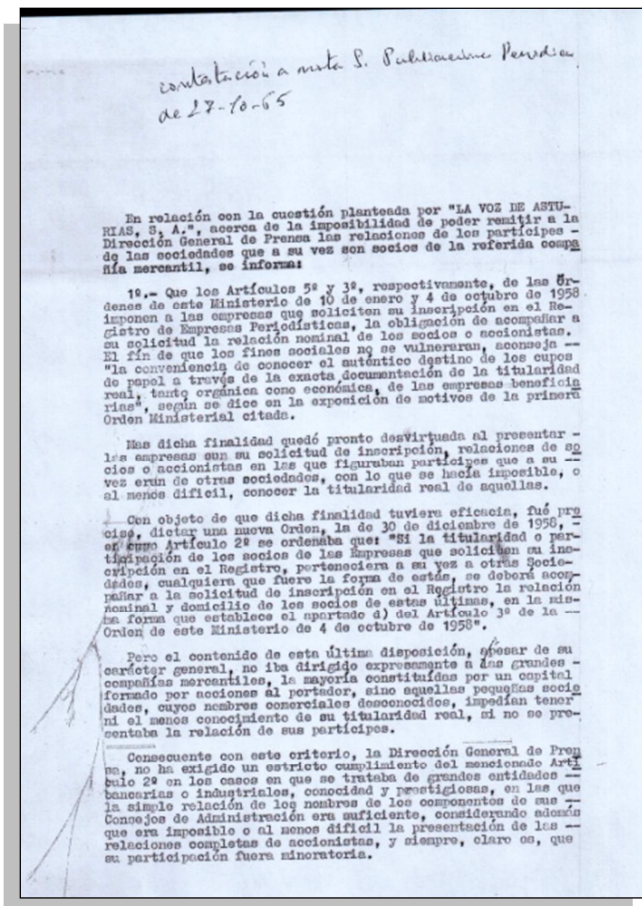 contestación a nota S. Publicaciones Periodica
de 27-10-65
En relación con la cuestión planteada por "LA VOZ DE ASTU-
RIAS, S. A.", acerca de la imposibilidad de poder remitir a la
Dirección General de Prensa las relaciones de los participes -
de las sociedades que a su vez son socios de la referida compa
ñía mercantil, se informa:
1º.- Que los Artículos 5º y 3º, respectivamente, de las Ór-
denes de este Ministerio de 10 de enero y 4 de octubre de 1958
imponen a las empresas que soliciten su inscripción en el Re-
gistro de Empresas Periodísticas, la obligación de acompañar a
su solicitud la relación nominal de los socios o accionistas.
El fin de que los fines sociales no se vulneraran, aconseja --
"la conveniencia de conocer el auténtico destino de los cupos
de papel a través de la exacta documentación de la titularidad
real, tanto orgánica como económica, de las empresas beneficia
rias", según se dice en la exposición de motivos de la primera
Orden Ministerial citada.
Mas dicha finalidad quedó pronto desvirtuada al presentar -
las empresas con su solicitud de inscripción, relaciones de so
cios o accionistas en las que figuraban participes que a su --
vez eran de otras sociedades, con lo que se hacía imposible, o
al menos dificil, conocer la titularidad real de aquellas.
Con objeto de que dicha finalidad tuviera eficacia, fué pre
ciso, dictar una nueva Orden, la de 30 de diciembre de 1958, -
en cuyo Artículo 2º se ordenaba que: "Si la titularidad o par-
ticipación de los socios de las Empresas que soliciten su ins-
cripción en el Registro, perteneciera a su vez a otras Socie-
dades, cualquiera que fuere la forma de estas, se deberá acom-
pañar a la solicitud de inscripción en el Registro la relación
nominal y domicilio de los socios de estas últimas, en la mis-
ma forma que establece el apartado d) del Artículo 3º de la --
Orden de este Ministerio de 4 de octubre de 1958".
Pero el contenido de esta última disposición, apesar de su
carácter general, no iba dirigido expresamente a las grandes -
compañías mercantiles, la mayoría constituídas por un capital
formado por acciones al portador, sino aquellas pequeñas socie
dades, cuyos nombres comerciales desconocidos, impedían tener
ni el menos conocimiento de su titularidad real, si no se pre-
sentaba la relación de sus partícipes.
Consecuente con este criterio, la Dirección General de Pren
sa, no ha exigido un estricto cumplimiento del mencionado Artí
culo 2º en los casos en que se trataba de grandes entidades --
bancarias o industriales, conocidad y prestigiosas, en las que
la simple relación de los nombres de los componentes de sus --
Consejos de Administración era suficiente, considerando además
que era imposible o al menos difícil la presentación de las --
relaciones completas de accionistas, y siempre, claro es, que
su participación fuera minoratoria.